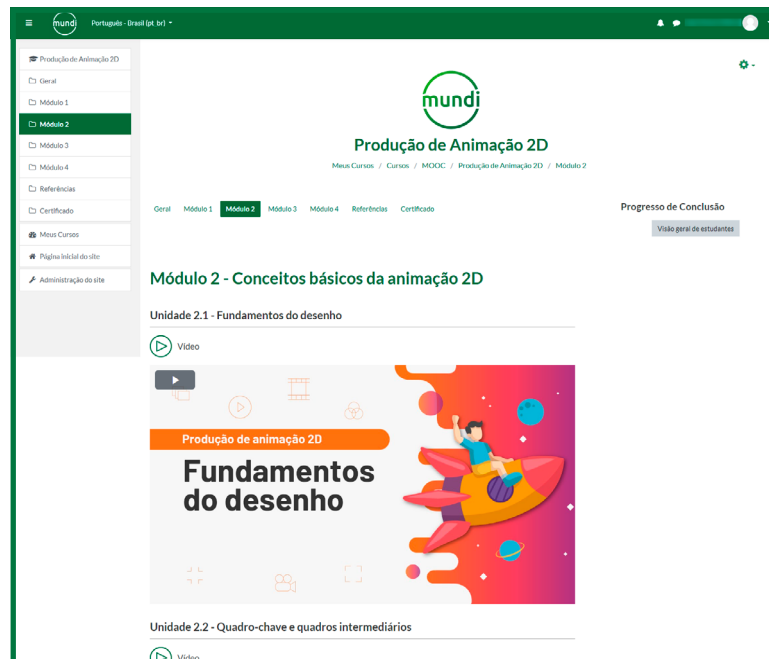 mundi
Português - Brasil (pt_br)
Produção de Animação 2D
Geral
Módulo 1
Módulo 2
Módulo 3
Módulo 4
Referências
Certificado
Meus Cursos
Página inicial do site
Administração do site
mundi
Produção de Animação 2D
Meus Cursos / Cursos / MOOC / Produção de Animação 2D / Módulo 2
Geral Módulo 1 Módulo 2 Módulo 3 Módulo 4 Referências Certificado
Progresso de Conclusão
Visão geral de estudantes
Módulo 2 - Conceitos básicos da animação 2D
Unidade 2.1 - Fundamentos do desenho
Vídeo
Produção de animação 2D
Fundamentos
do desenho
Unidade 2.2 - Quadro-chave e quadros intermediários
Vídeo